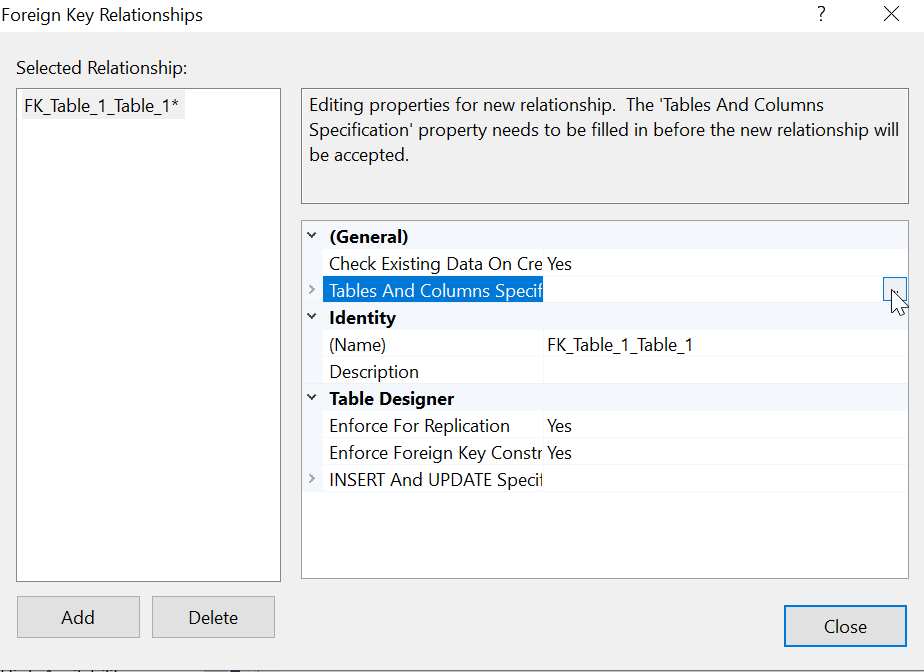 Foreign Key Relationships
?
Selected Relationship:
FK_Table_1_Table_1*
Editing properties for new relationship.  The 'Tables And Columns
Specification' property needs to be filled in before the new relationship will
be accepted.
(General)
Check Existing Data On Cre Yes
Tables And Columns Specif
Identity
(Name) FK_Table_1_Table_1
Description
Table Designer
Enforce For Replication Yes
Enforce Foreign Key Constr Yes
INSERT And UPDATE Specif
Add
Delete
Close